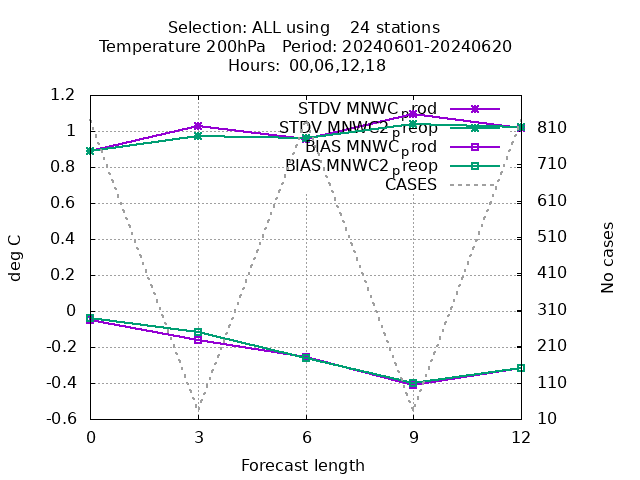 Selection: ALL using 24 stations
Temperature 200hPa Period: 20240601-20240620
Hours: 00,06,12,18
STDV MNWC_prod
STDV MNWC2_preop
BIAS MNWC_prod
BIAS MNWC2_preop
CASES
1.2
1
0.8
0.6
0.4
0.2
0
-0.2
-0.4
-0.6
deg C
810
710
610
510
410
310
210
110
10
No cases
0 3 6 9 12
Forecast length